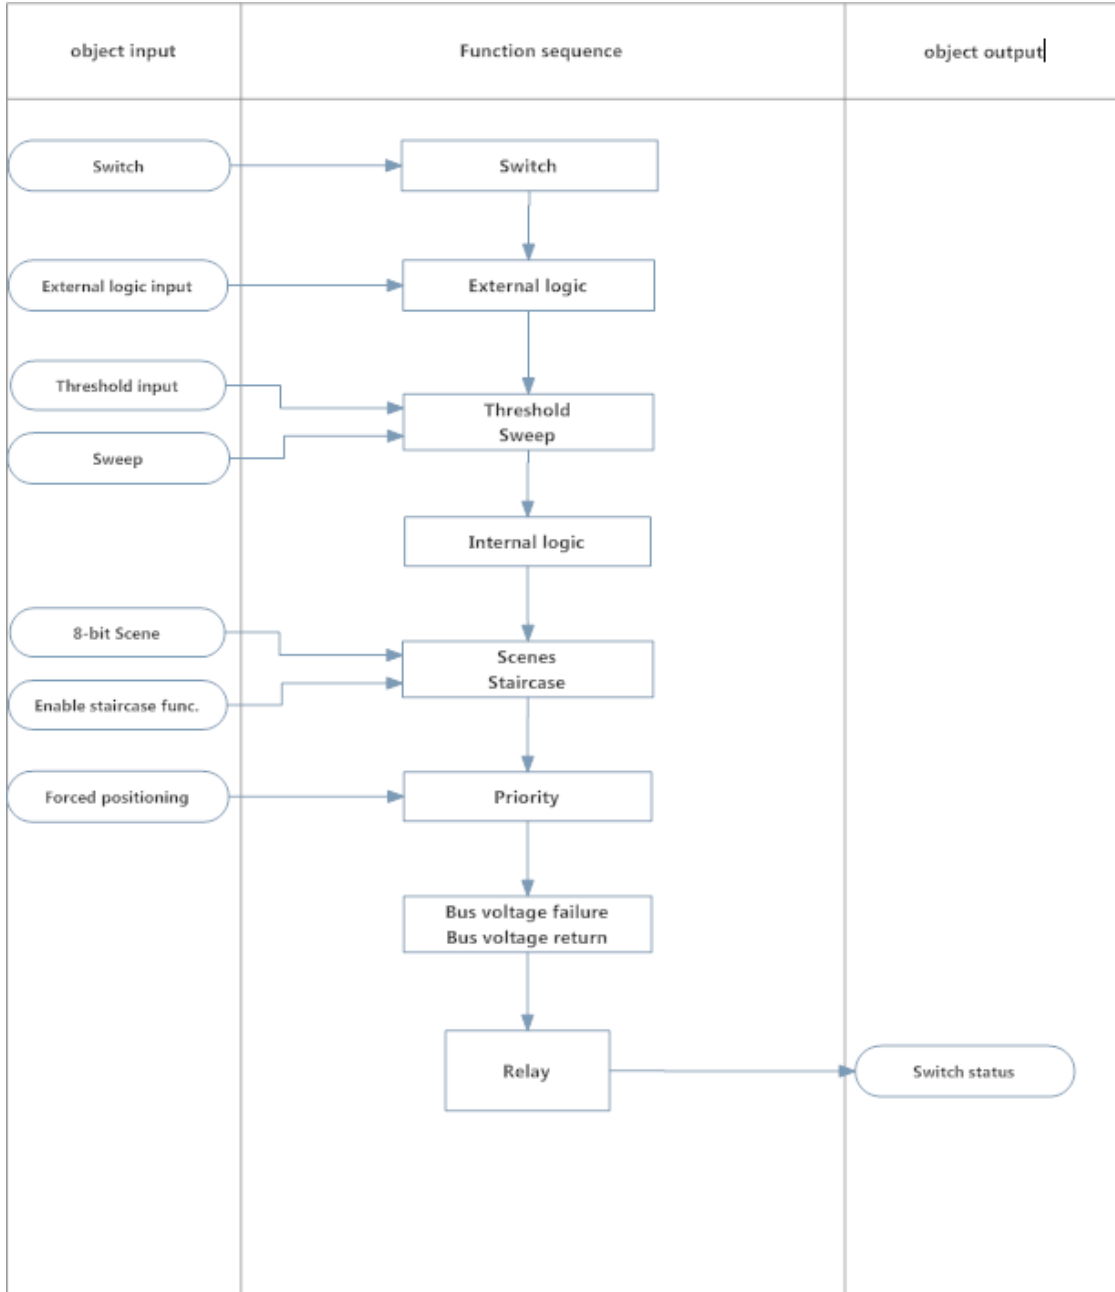 object input
Function sequence
object output
Switch
Switch
External logic input
External logic
Threshold input
Threshold
Sweep
Sweep
Internal logic
8-bit Scene
Scenes
Staircase
Enable staircase func.
Forced positioning
Priority
Bus voltage failure
Bus voltage return
Relay
Switch status